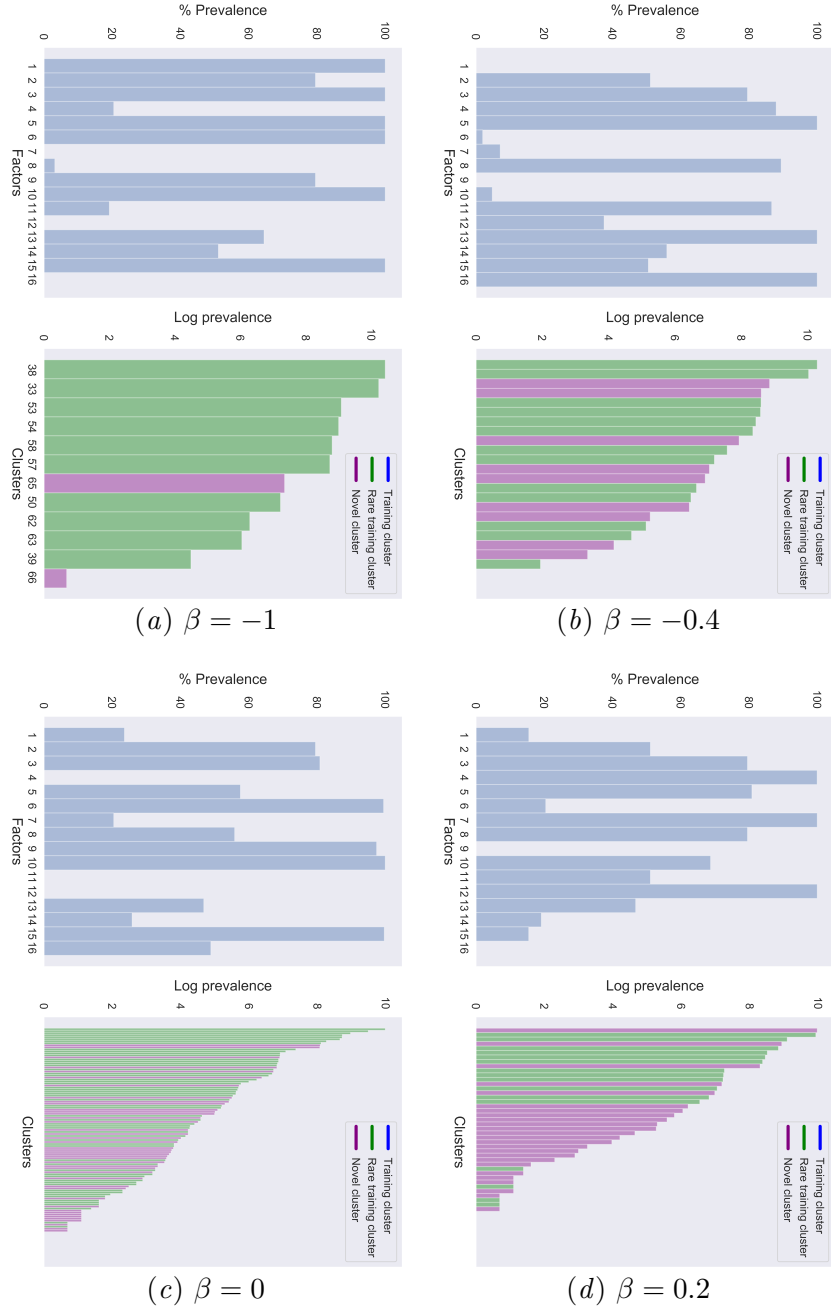 % Prevalence
0 20 40 60 80 100
1 2 3 4 5 6 7 8 9 10 11 12 13 14 15 16
Factors
Log prevalence
0 2 4 6 8 10
38 33 53 54 58 57 65 50 62 63 39 66
Clusters
Training cluster
Rare training cluster
Novel cluster
(a) β = −1
% Prevalence
0 20 40 60 80 100
1 2 3 4 5 6 7 8 9 10 11 12 13 14 15 16
Factors
Log prevalence
0 2 4 6 8 10
Clusters
Training cluster
Rare training cluster
Novel cluster
(b) β = −0.4
% Prevalence
0 20 40 60 80 100
1 2 3 4 5 6 7 8 9 10 11 12 13 14 15 16
Factors
Log prevalence
0 2 4 6 8 10
Clusters
Training cluster
Rare training cluster
Novel cluster
(c) β = 0
% Prevalence
0 20 40 60 80 100
1 2 3 4 5 6 7 8 9 10 11 12 13 14 15 16
Factors
Log prevalence
0 2 4 6 8 10
Clusters
Training cluster
Rare training cluster
Novel cluster
(d) β = 0.2